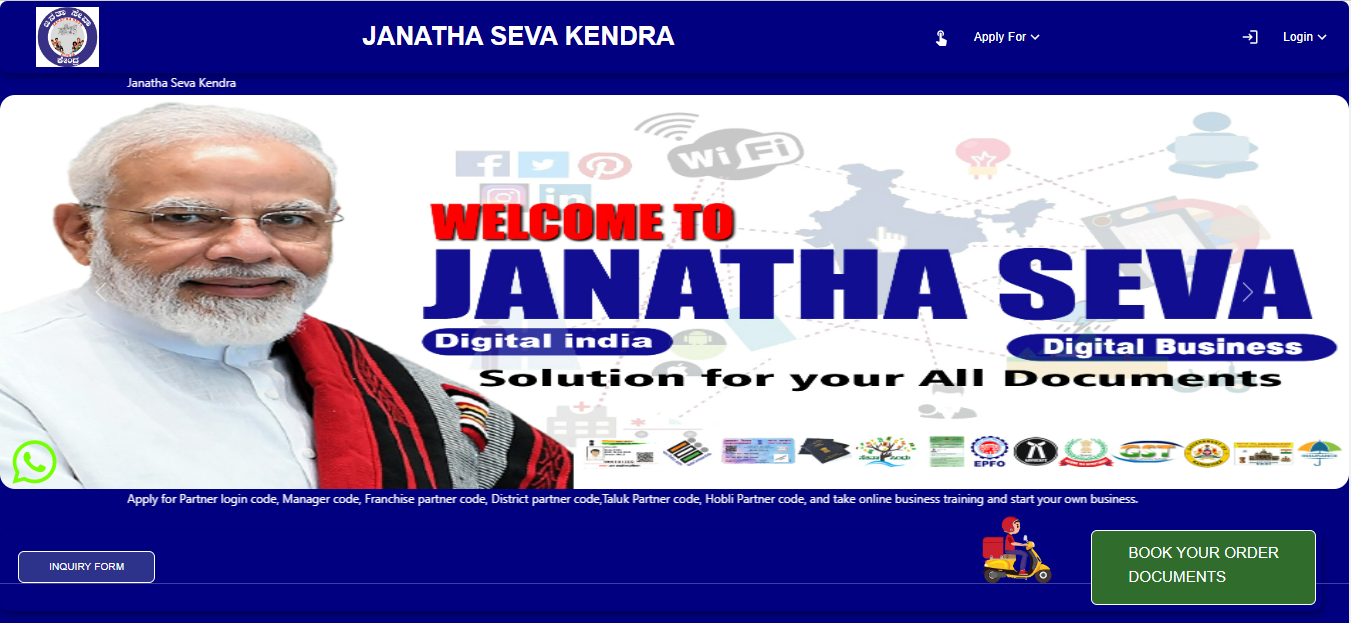 ಜನತಾ ಸೇವಾ
ಕೇಂದ್ರ
JANATHA SEVA KENDRA
Apply For
Login
Janatha Seva Kendra
WiFi
in
WELCOME TO
JANATHA SEVA
Digital india
Digital Business
Solution for your All Documents
EPFO
GST
Apply for Partner login code, Manager code, Franchise partner code, District partner code,Taluk Partner code, Hobli Partner code, and take online business training and start your own business.
INQUIRY FORM
BOOK YOUR ORDER
DOCUMENTS